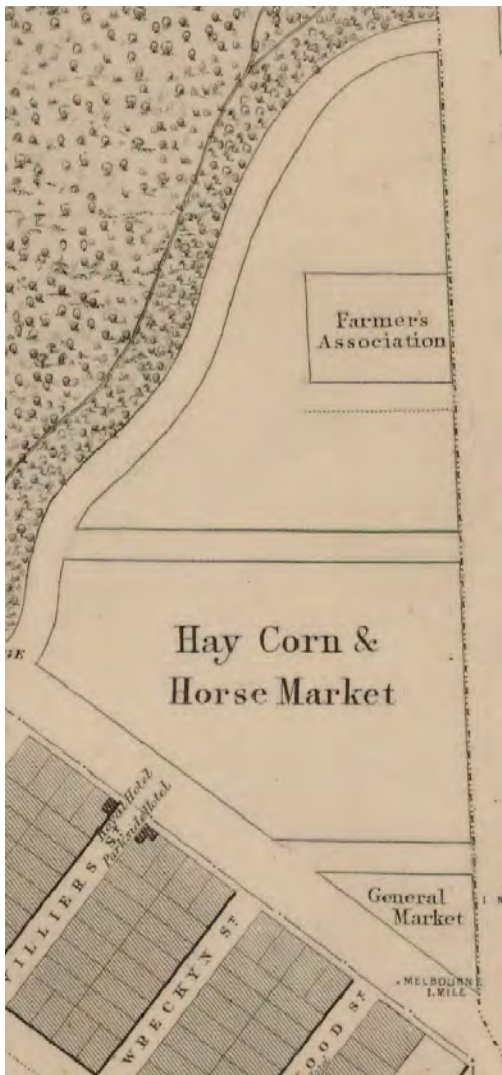 Farmer's
Association
Hay Corn &
Horse Market
GE
Royal Hotel
Parkside Hotel
VILLIERS ST.
General
Market
WRECKYN ST.
MELBOURNE
1. MILE
OOD ST.